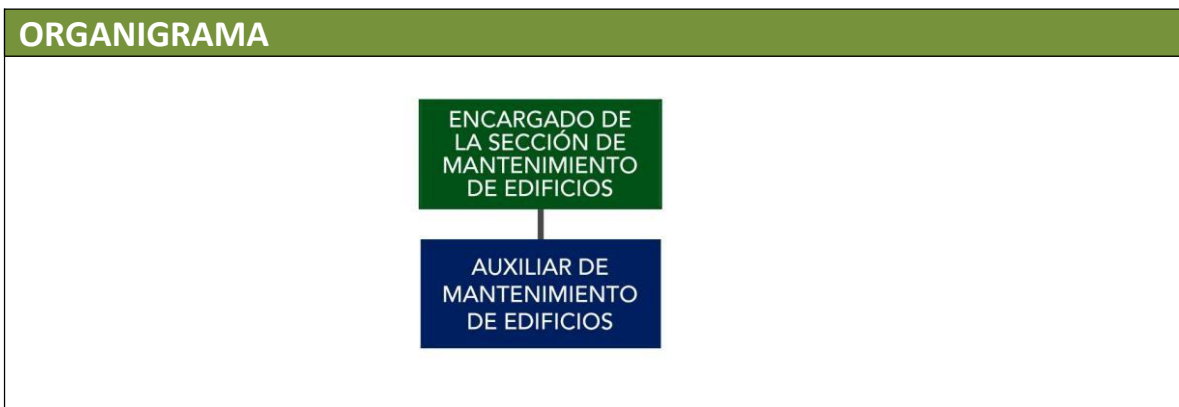 ORGANIGRAMA
ENCARGADO DE
LA SECCIÓN DE
MANTENIMIENTO
DE EDIFICIOS
AUXILIAR DE
MANTENIMIENTO
DE EDIFICIOS